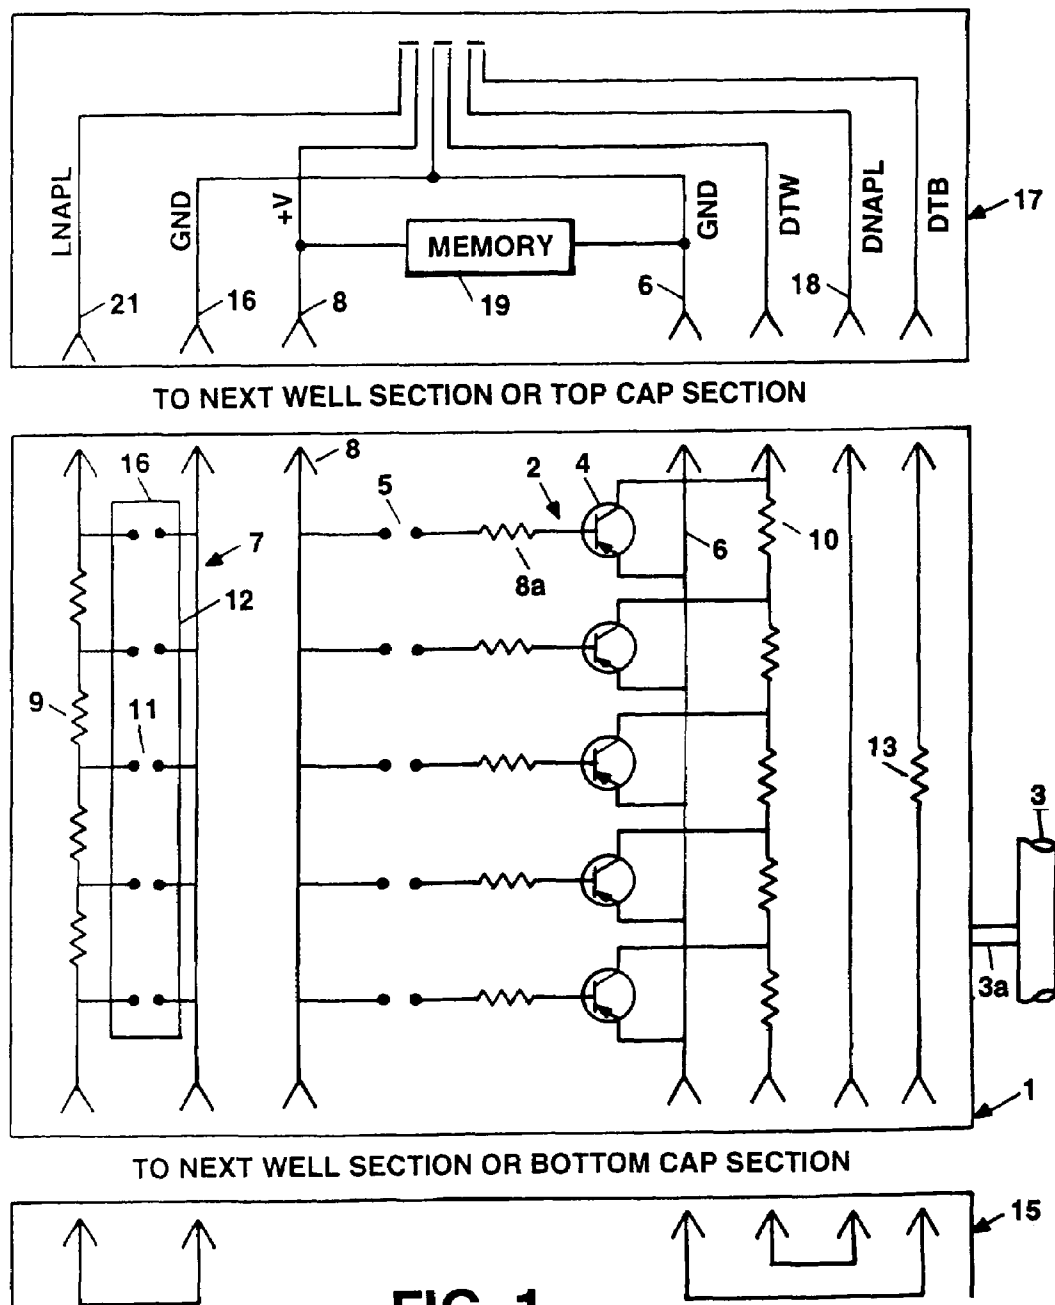 LNAPL
GND
+V
GND
DTW
DNAPL
DTB
17
MEMORY
21
16
8
19
6
18
TO NEXT WELL SECTION OR TOP CAP SECTION
16
8
5
2
4
7
8a
6
10
12
9
11
13
3
3a
1
TO NEXT WELL SECTION OR BOTTOM CAP SECTION
15
FIG. 1